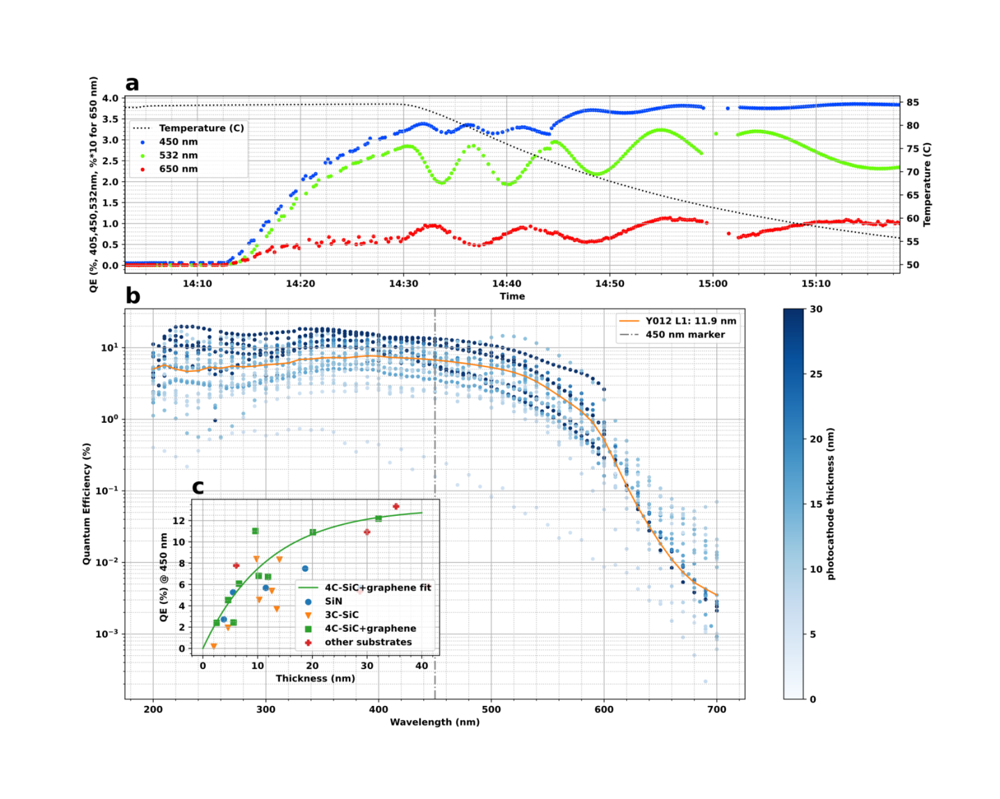 a
QE (%, 405,450,532nm, %*10 for 650 nm)
4.0
3.5
3.0
2.5
2.0
1.5
1.0
0.5
0.0
Temperature (C)
450 nm
532 nm
650 nm
85
80
75
70
65
60
55
50
Temperature (C)
14:10
14:20
14:30
14:40
14:50
15:00
15:10
Time
b
Quantum Efficiency (%)
10¹
10⁰
10⁻¹
10⁻²
10⁻³
Y012 L1: 11.9 nm
450 nm marker
c
QE (%) @ 450 nm
12
10
8
6
4
2
0
4C-SiC+graphene fit
SiN
3C-SiC
4C-SiC+graphene
other substrates
0
10
20
30
40
Thickness (nm)
200
300
400
500
600
700
Wavelength (nm)
30
25
20
15
10
5
0
photocathode thickness (nm)